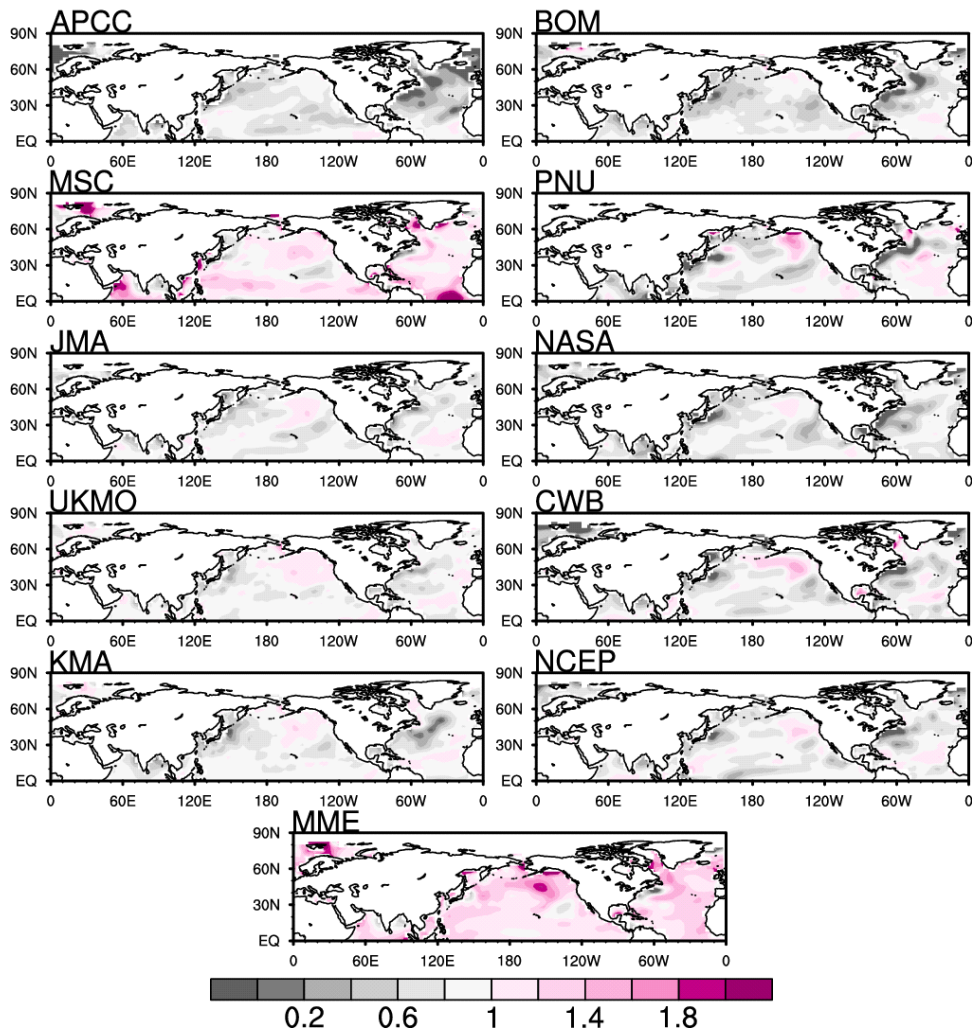 APCC BOM
90N 90N
60N 60N
30N 30N
EQ EQ
0 60E 120E 180 120W 60W 0 0 60E 120E 180 120W 60W 0
MSC PNU
90N 90N
60N 60N
30N 30N
EQ EQ
0 60E 120E 180 120W 60W 0 0 60E 120E 180 120W 60W 0
JMA NASA
90N 90N
60N 60N
30N 30N
EQ EQ
0 60E 120E 180 120W 60W 0 0 60E 120E 180 120W 60W 0
UKMO CWB
90N 90N
60N 60N
30N 30N
EQ EQ
0 60E 120E 180 120W 60W 0 0 60E 120E 180 120W 60W 0
KMA NCEP
90N 90N
60N 60N
30N 30N
EQ EQ
0 60E 120E 180 120W 60W 0 0 60E 120E 180 120W 60W 0
MME
90N
60N
30N
EQ
0 60E 120E 180 120W 60W 0
0.2 0.6 1 1.4 1.8